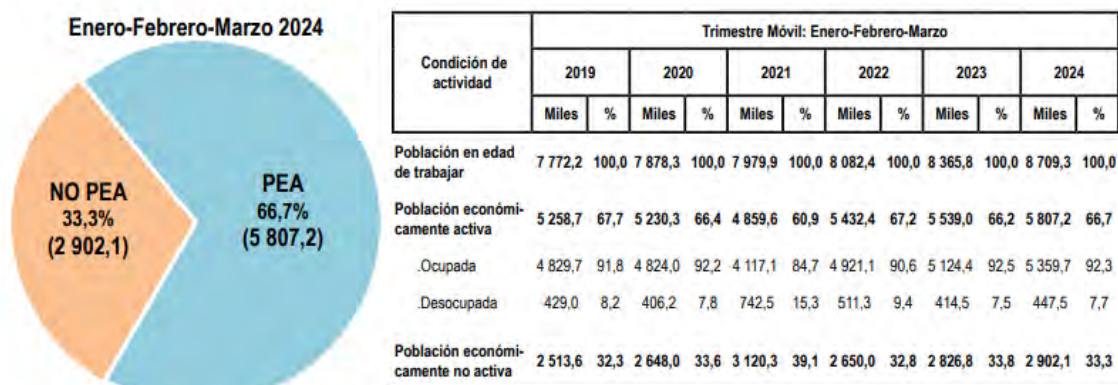 Enero-Febrero-Marzo 2024
NO PEA
33,3%
(2 902,1)
PEA
66,7%
(5 807,2)
Condición de
actividad
Trimestre Móvil: Enero-Febrero-Marzo
2019 2020 2021 2022 2023 2024
Miles % Miles % Miles % Miles % Miles % Miles %
Población en edad
de trabajar
7 772,2 100,0 7 878,3 100,0 7 979,9 100,0 8 082,4 100,0 8 365,8 100,0 8 709,3 100,0
Población económi-
camente activa
5 258,7 67,7 5 230,3 66,4 4 859,6 60,9 5 432,4 67,2 5 539,0 66,2 5 807,2 66,7
.Ocupada 4 829,7 91,8 4 824,0 92,2 4 117,1 84,7 4 921,1 90,6 5 124,4 92,5 5 359,7 92,3
.Desocupada 429,0 8,2 406,2 7,8 742,5 15,3 511,3 9,4 414,5 7,5 447,5 7,7
Población económi-
camente no activa
2 513,6 32,3 2 648,0 33,6 3 120,3 39,1 2 650,0 32,8 2 826,8 33,8 2 902,1 33,3